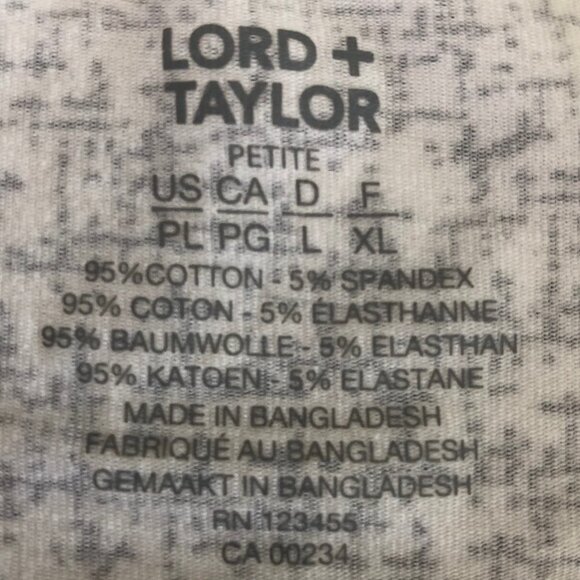 LORD +
TAYLOR
PETITE
US CA D F
PL PG L XL
95%COTTON - 5% SPANDEX
95% COTON - 5% ÉLASTHANNE
95% BAUMWOLLE - 5% ELASTHAN
95% KATOEN - 5% ELASTANE
MADE IN BANGLADESH
FABRIQUÉ AU BANGLADESH
GEMAAKT IN BANGLADESH
RN 123455
CA 00234